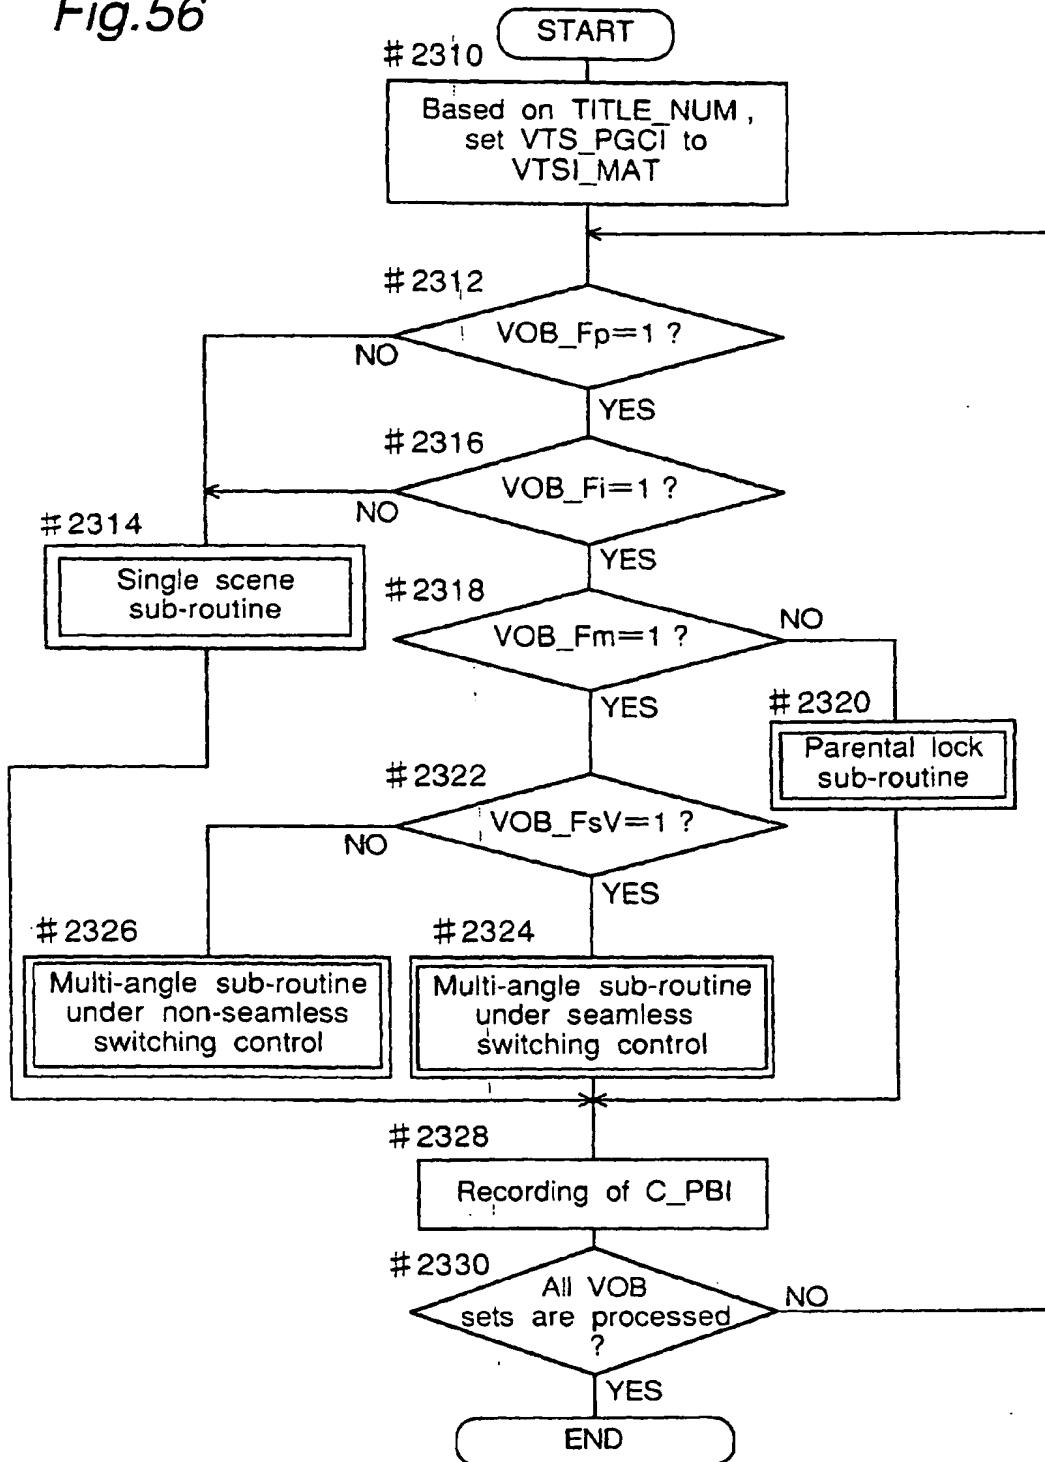 Fig.56
START
#2310
Based on TITLE_NUM,
set VTS_PGCI to
VTSI_MAT
#2312
VOB_Fp=1 ?
NO
YES
#2316
VOB_Fi=1 ?
NO
YES
#2314
Single scene
sub-routine
#2318
VOB_Fm=1 ?
NO
YES
#2320
Parental lock
sub-routine
#2322
VOB_FsV=1 ?
NO
YES
#2326
Multi-angle sub-routine
under non-seamless
switching control
#2324
Multi-angle sub-routine
under seamless
switching control
#2328
Recording of C_PBI
#2330
All VOB
sets are processed
?
NO
YES
END